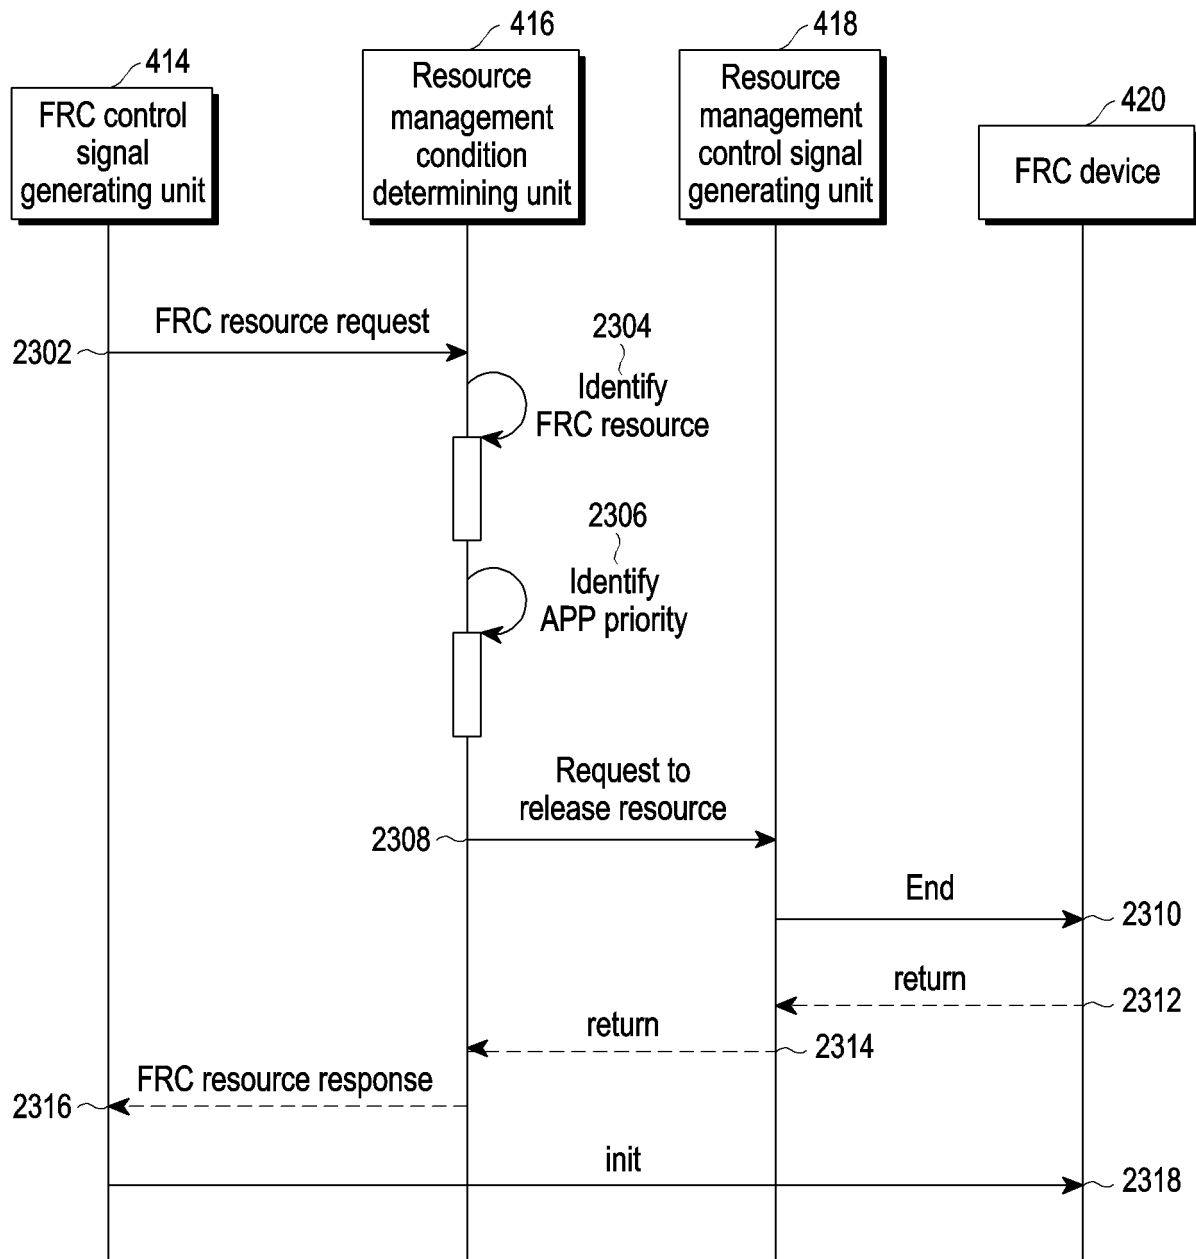 414
FRC control
signal
generating unit
416
Resource
management
condition
determining unit
418
Resource
management
control signal
generating unit
420
FRC device
FRC resource request
2302
2304
Identify
FRC resource
2306
Identify
APP priority
Request to
release resource
2308
End
2310
return
2312
return
2314
FRC resource response
2316
init
2318